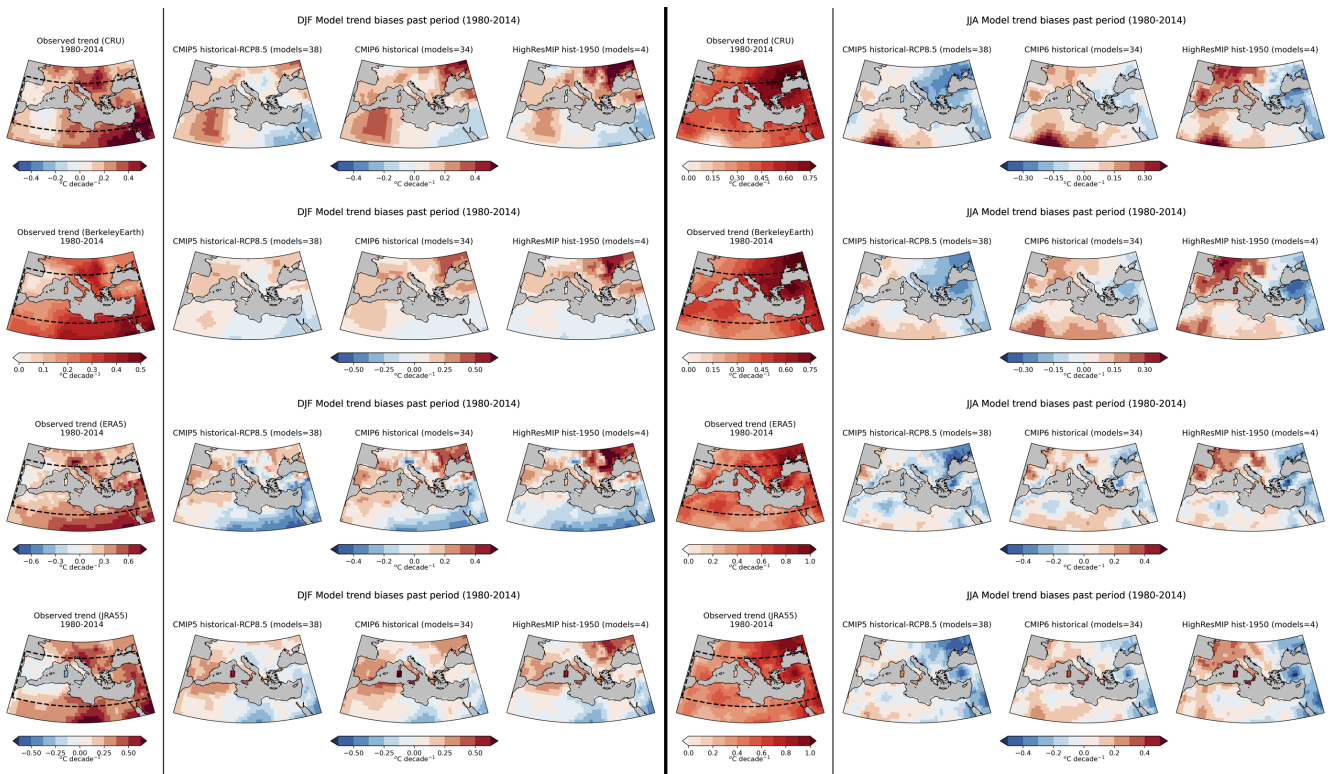 DJF Model trend biases past period (1980-2014)
Observed trend (CRU)
1980-2014
CMIP5 historical-RCP8.5 (models=38)
CMIP6 historical (models=34)
HighResMIP hist-1950 (models=4)
−0.4 −0.2 0.0 0.2 0.4
°C decade⁻¹
−0.4 −0.2 0.0 0.2 0.4
°C decade⁻¹
JJA Model trend biases past period (1980-2014)
Observed trend (CRU)
1980-2014
CMIP5 historical-RCP8.5 (models=38)
CMIP6 historical (models=34)
HighResMIP hist-1950 (models=4)
0.00 0.15 0.30 0.45 0.60 0.75
°C decade⁻¹
−0.30 −0.15 0.00 0.15 0.30
°C decade⁻¹
DJF Model trend biases past period (1980-2014)
Observed trend (BerkeleyEarth)
1980-2014
CMIP5 historical-RCP8.5 (models=38)
CMIP6 historical (models=34)
HighResMIP hist-1950 (models=4)
0.0 0.1 0.2 0.3 0.4 0.5
°C decade⁻¹
−0.50 −0.25 0.00 0.25 0.50
°C decade⁻¹
JJA Model trend biases past period (1980-2014)
Observed trend (BerkeleyEarth)
1980-2014
CMIP5 historical-RCP8.5 (models=38)
CMIP6 historical (models=34)
HighResMIP hist-1950 (models=4)
0.00 0.15 0.30 0.45 0.60 0.75
°C decade⁻¹
−0.30 −0.15 0.00 0.15 0.30
°C decade⁻¹
DJF Model trend biases past period (1980-2014)
Observed trend (ERA5)
1980-2014
CMIP5 historical-RCP8.5 (models=38)
CMIP6 historical (models=34)
HighResMIP hist-1950 (models=4)
−0.6 −0.3 0.0 0.3 0.6
°C decade⁻¹
−0.50 −0.25 0.00 0.25 0.50
°C decade⁻¹
JJA Model trend biases past period (1980-2014)
Observed trend (ERA5)
1980-2014
CMIP5 historical-RCP8.5 (models=38)
CMIP6 historical (models=34)
HighResMIP hist-1950 (models=4)
0.0 0.2 0.4 0.6 0.8 1.0
°C decade⁻¹
−0.4 −0.2 0.0 0.2 0.4
°C decade⁻¹
DJF Model trend biases past period (1980-2014)
Observed trend (JRA55)
1980-2014
CMIP5 historical-RCP8.5 (models=38)
CMIP6 historical (models=34)
HighResMIP hist-1950 (models=4)
−0.50 −0.25 0.00 0.25 0.50
°C decade⁻¹
−0.50 −0.25 0.00 0.25 0.50
°C decade⁻¹
JJA Model trend biases past period (1980-2014)
Observed trend (JRA55)
1980-2014
CMIP5 historical-RCP8.5 (models=38)
CMIP6 historical (models=34)
HighResMIP hist-1950 (models=4)
0.0 0.2 0.4 0.6 0.8 1.0
°C decade⁻¹
−0.4 −0.2 0.0 0.2 0.4
°C decade⁻¹